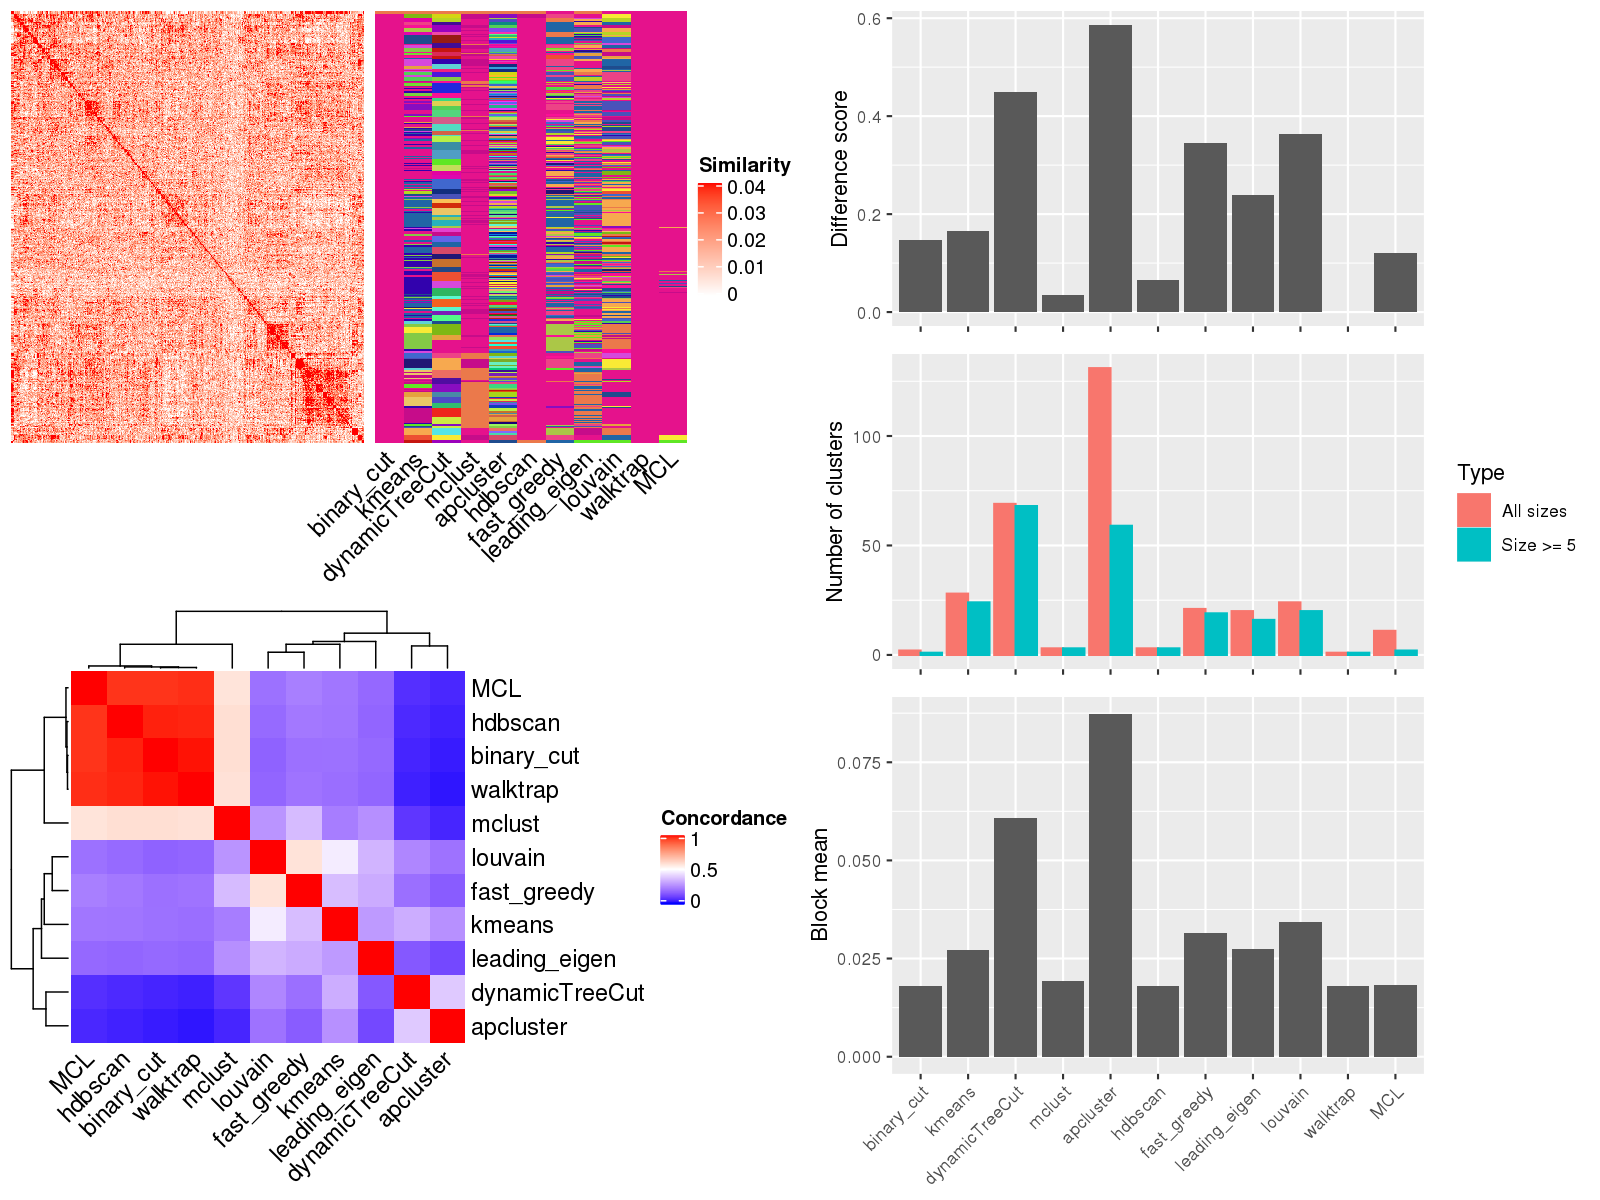 Similarity
0.04
0.03
0.02
0.01
0
binary_cut
kmeans
dynamicTreeCut
mclust
apcluster
hdbscan
fast_greedy
leading_eigen
louvain
walktrap
MCL
MCL
hdbscan
binary_cut
walktrap
mclust
louvain
fast_greedy
kmeans
leading_eigen
dynamicTreeCut
apcluster
MCL
hdbscan
binary_cut
walktrap
mclust
louvain
fast_greedy
kmeans
leading_eigen
dynamicTreeCut
apcluster
Concordance
1
0.5
0
Difference score
0.6
0.4
0.2
0.0
Number of clusters
100
50
0
Type
All sizes
Size >= 5
Block mean
0.075
0.050
0.025
0.000
binary_cut
kmeans
dynamicTreeCut
mclust
apcluster
hdbscan
fast_greedy
leading_eigen
louvain
walktrap
MCL